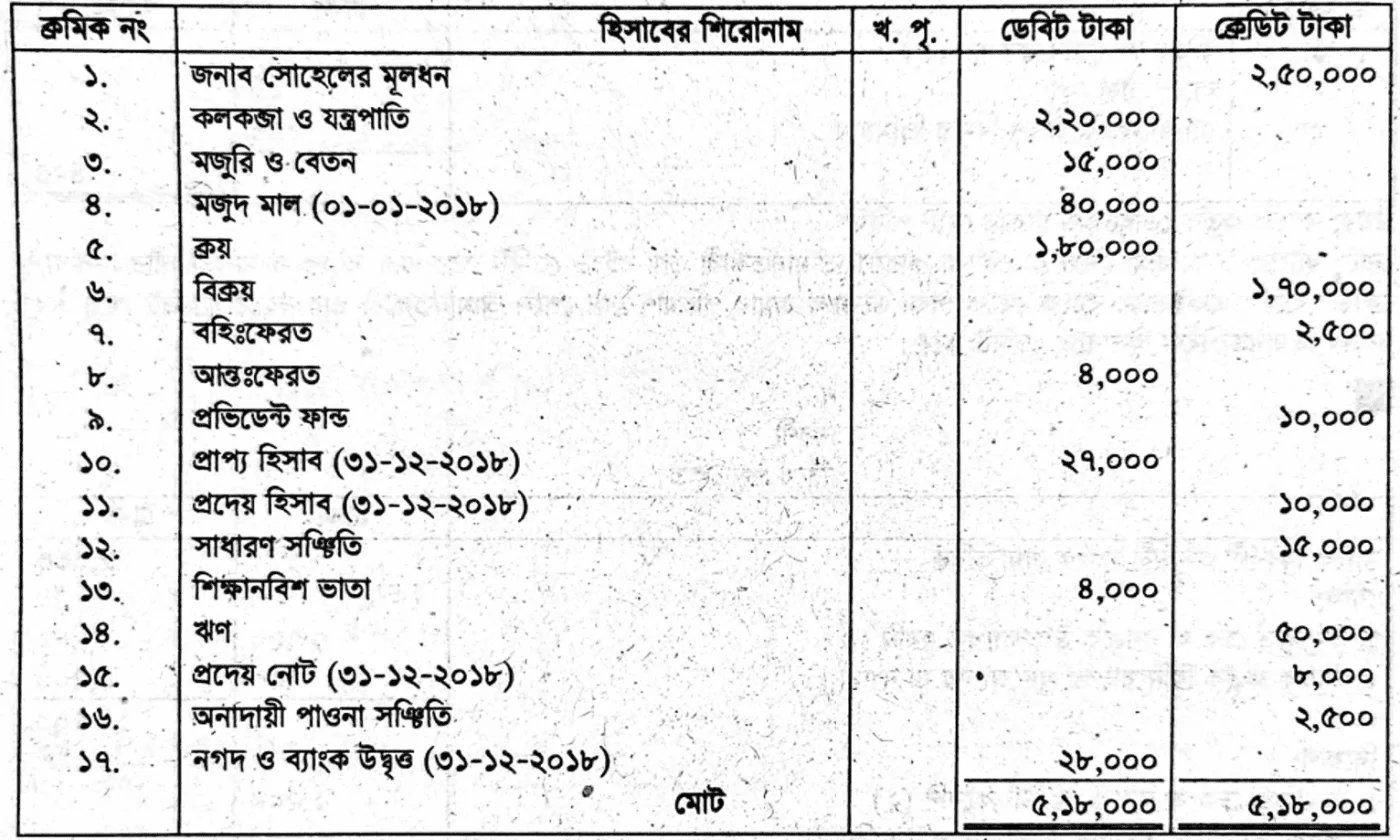 ক্রমিক নং হিসাবের শিরোনাম খ. পৃ. ডেবিট টাকা ক্রেডিট টাকা
১. জনাব সোহেলের মূলধন ২,৫০,০০০
২. কলকব্জা ও যন্ত্রপাতি ২,২০,০০০
৩. মজুরি ও বেতন ১৫,০০০
৪. মজুদ মাল (০১-০১-২০১৮) ৪০,০০০
৫. ক্রয় ১,৮০,০০০
৬. বিক্রয় ১,৭০,০০০
৭. বহিঃফেরত ২,৫০০
৮. আন্তঃফেরত ৪,০০০
৯. প্রভিডেন্ট ফান্ড ১০,০০০
১০. প্রাপ্য হিসাব (৩১-১২-২০১৮) ২৭,০০০
১১. প্রদেয় হিসাব (৩১-১২-২০১৮) ১০,০০০
১২. সাধারণ সঞ্চিতি ১৫,০০০
১৩. শিক্ষানবিশ ভাতা ৪,০০০
১৪. ঋণ ৫০,০০০
১৫. প্রদেয় নোট (৩১-১২-২০১৮) ৮,০০০
১৬. অনাদায়ী পাওনা সঞ্চিতি ২,৫০০
১৭. নগদ ও ব্যাংক উদ্বৃত্ত (৩১-১২-২০১৮) ২৮,০০০
মোট ৫,১৮,০০০ ৫,১৮,০০০